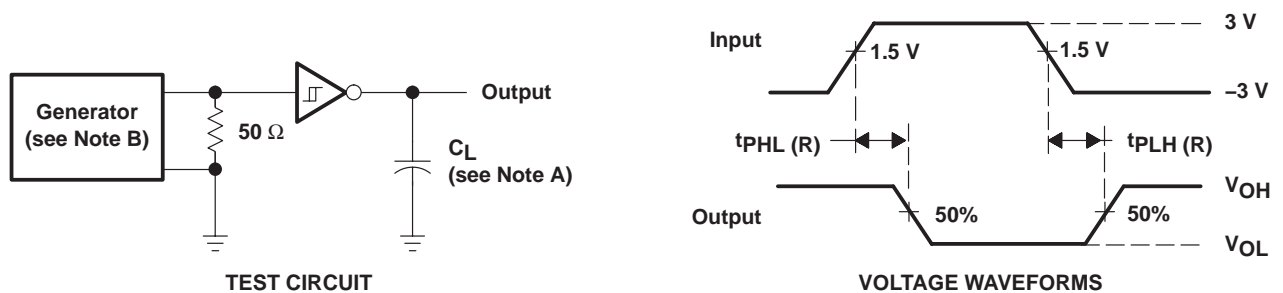 Generator
(see Note B)
50 Ω
Output
CL
(see Note A)
TEST CIRCUIT
Input
1.5 V
1.5 V
3 V
–3 V
tPHL (R)
tPLH (R)
Output
50%
50%
VOH
VOL
VOLTAGE WAVEFORMS